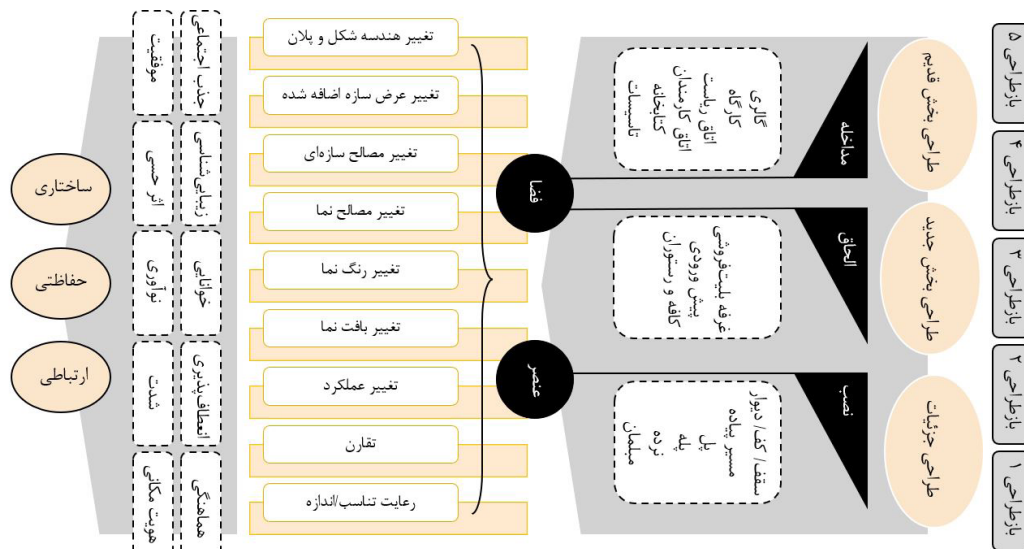 بازطراحی ۵
بازطراحی ۴
بازطراحی ۳
بازطراحی ۲
بازطراحی ۱
طراحی بخش قدیم
طراحی بخش جدید
طراحی جزئیات
مداخله
گالری
کارگاه
اتاق ریاست
اتاق کارمندان
کتابخانه
تاسیسات
الحاق
غرفه بلیت‌فروشی
پیش ورودی
کافه و رستوران
نصب
سقف/ کف/ دیوار
مسیر پیاده
پل
پله
نرده
مبلمان
فضا
عنصر
تغییر هندسه شکل و پلان
تغییر عرض سازه اضافه شده
تغییر مصالح سازه‌ای
تغییر مصالح نما
تغییر رنگ نما
تغییر بافت نما
تغییر عملکرد
تقارن
رعایت تناسب/اندازه
جذب اجتماعی
زیبایی‌شناسی
خوانایی
انعطاف‌پذیری
هماهنگی
موفقیت
اثر حسی
نوآوری
شدت
هویت مکانی
ساختاری
حفاظتی
ارتباطی